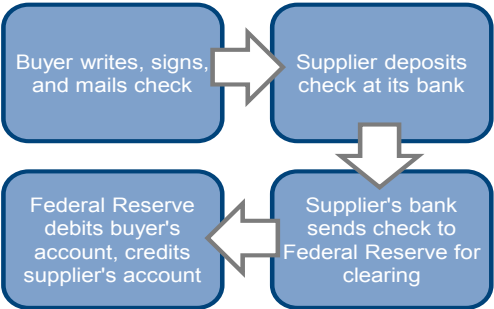 Buyer writes, signs,
and mails check
Supplier deposits
check at its bank
Supplier's bank
sends check to
Federal Reserve for
clearing
Federal Reserve
debits buyer's
account, credits
supplier's account